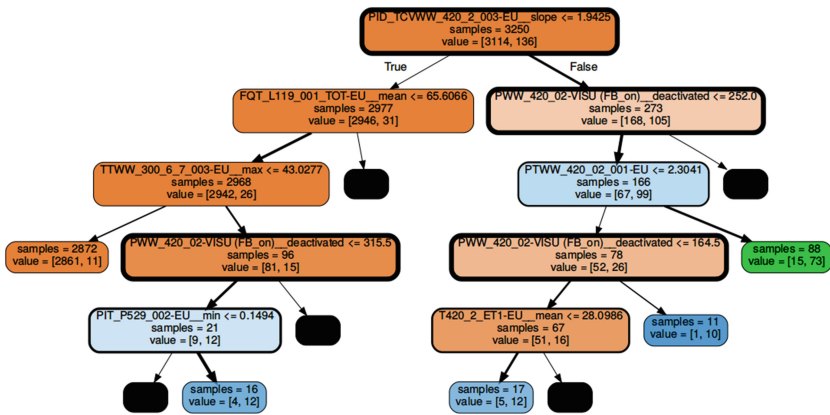 PID_TCVWW_420_2_003-EU__slope <= 1.9425
samples = 3250
value = [3114, 136]
True
False
FQT_L119_001_TOT-EU__mean <= 65.6066
samples = 2977
value = [2946, 31]
PWW_420_02-VISU (FB_on)__deactivated <= 252.0
samples = 273
value = [168, 105]
TTWW_300_6_7_003-EU__max <= 43.0277
samples = 2968
value = [2942, 26]
PTWW_420_02_001-EU <= 2.3041
samples = 166
value = [67, 99]
samples = 2872
value = [2861, 11]
PWW_420_02-VISU (FB_on)__deactivated <= 315.5
samples = 96
value = [81, 15]
PWW_420_02-VISU (FB_on)__deactivated <= 164.5
samples = 78
value = [52, 26]
samples = 88
value = [15, 73]
PIT_P529_002-EU__min <= 0.1494
samples = 21
value = [9, 12]
T420_2_ET1-EU__mean <= 28.0986
samples = 67
value = [51, 16]
samples = 11
value = [1, 10]
samples = 16
value = [4, 12]
samples = 17
value = [5, 12]